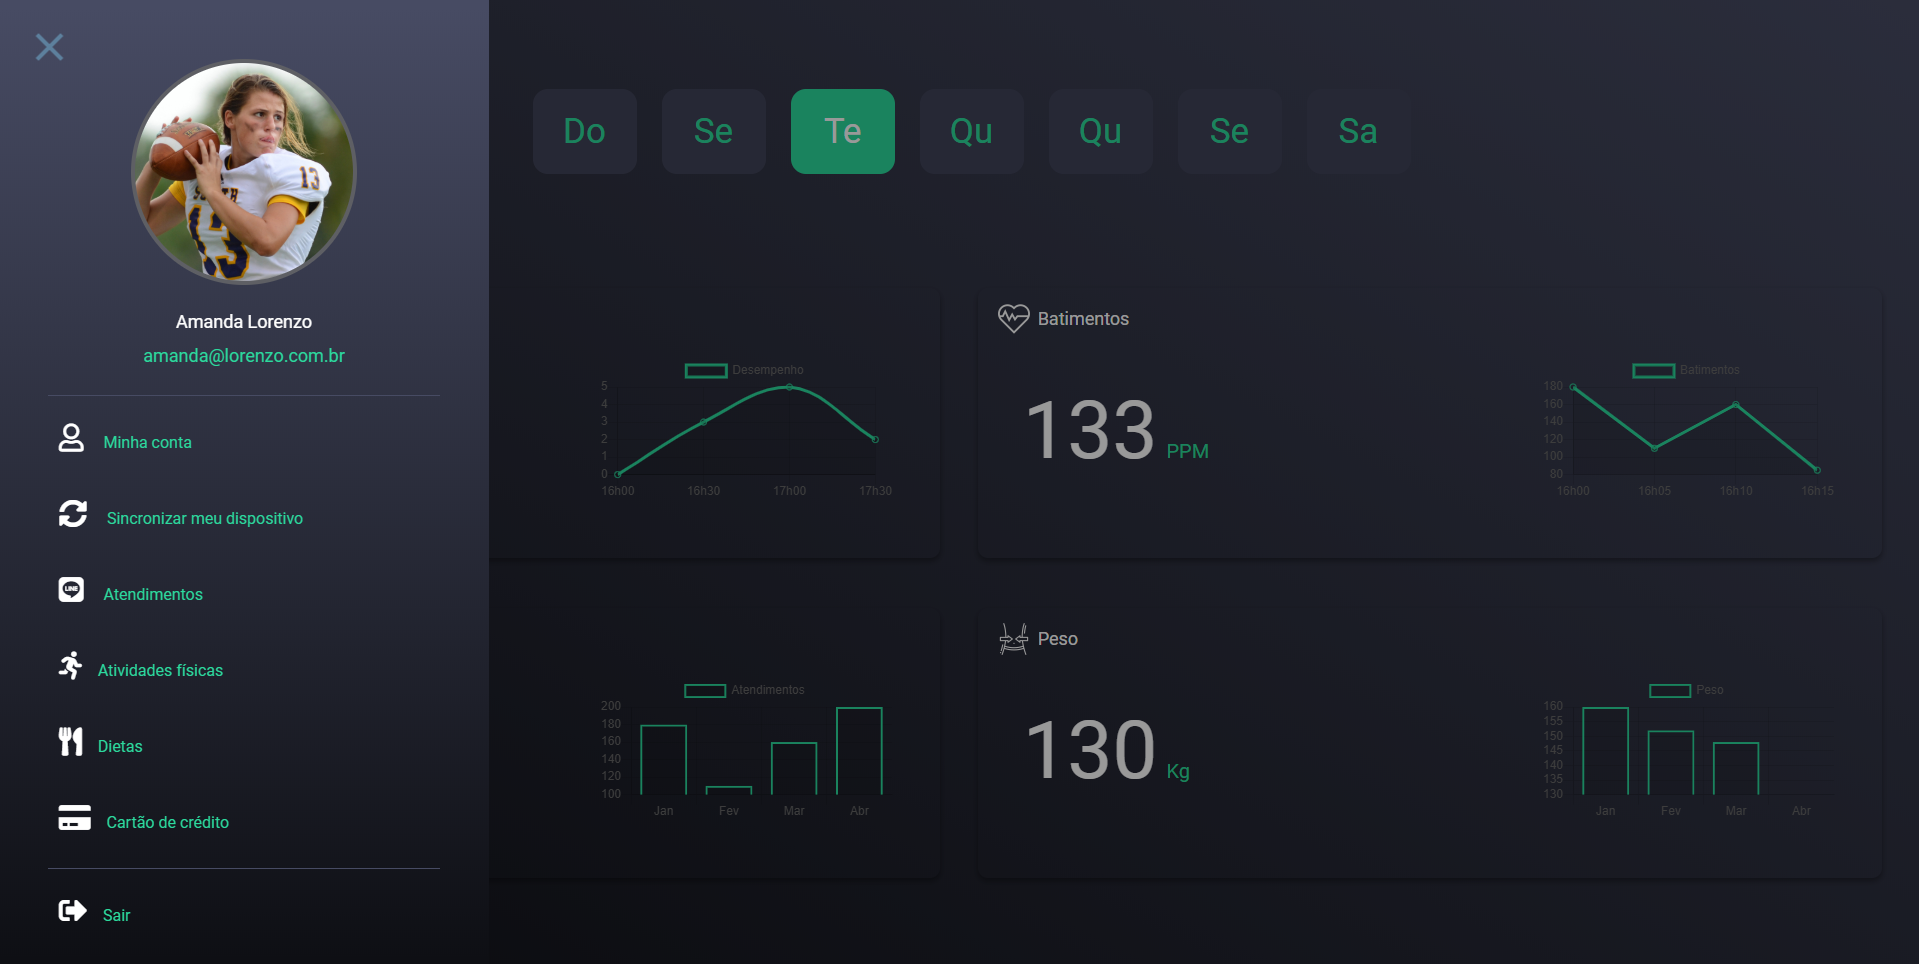 Amanda Lorenzo
amanda@lorenzo.com.br
Minha conta
Sincronizar meu dispositivo
LINE
Atendimentos
Atividades físicas
Dietas
Cartão de crédito
Sair
Do Se Te Qu Qu Se Sa
Desempenho
5
4
3
2
1
0
16h00 16h30 17h00 17h30
Batimentos
133 PPM
Batimentos
180
160
140
120
100
80
16h00 16h05 16h10 16h15
Atendimentos
200
180
160
140
120
100
Jan Fev Mar Abr
Peso
130 Kg
Peso
160
155
150
145
140
135
130
Jan Fev Mar Abr
13
SOUTH
13